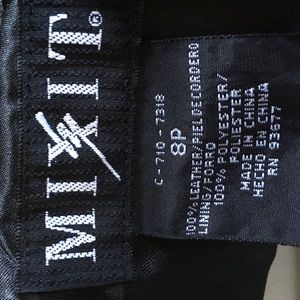 MIXIT®
C-710-7318
8P
100% LEATHER/PIEL DE CORDERO
LINING/FORRO
100% POLYESTER/
POLIESTER
MADE IN CHINA
HECHO EN CHINA
RN 93677